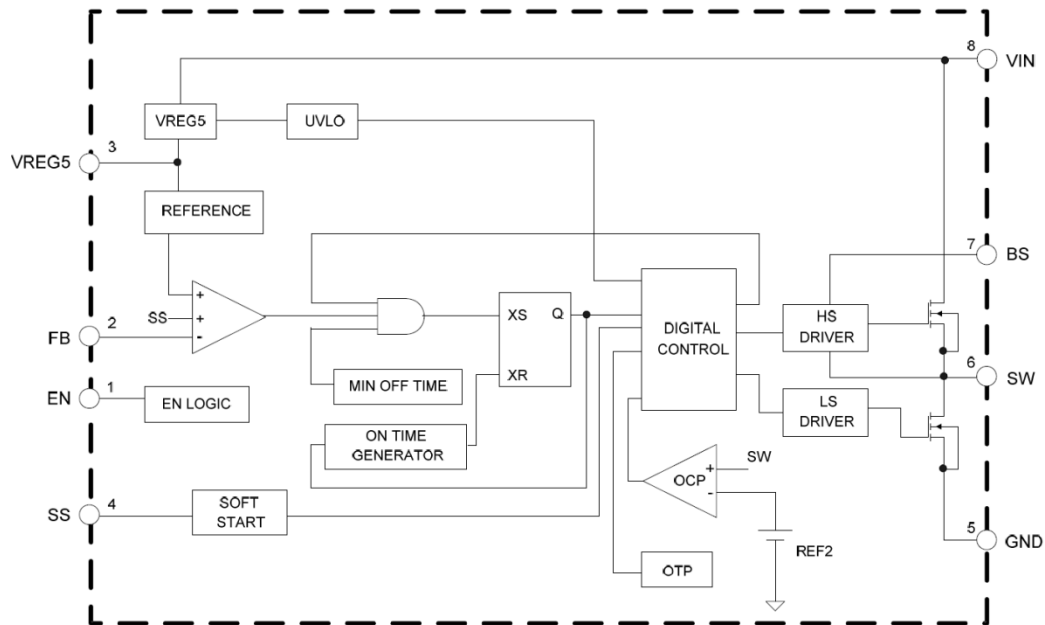 8
VIN
VREG5
UVLO
3
VREG5
REFERENCE
7
BS
+
SS
+
-
2
FB
XS
Q
XR
DIGITAL
CONTROL
HS
DRIVER
6
SW
MIN OFF TIME
1
EN
EN LOGIC
LS
DRIVER
ON TIME
GENERATOR
OCP
+
-
SW
4
SS
SOFT
START
5
GND
REF2
OTP